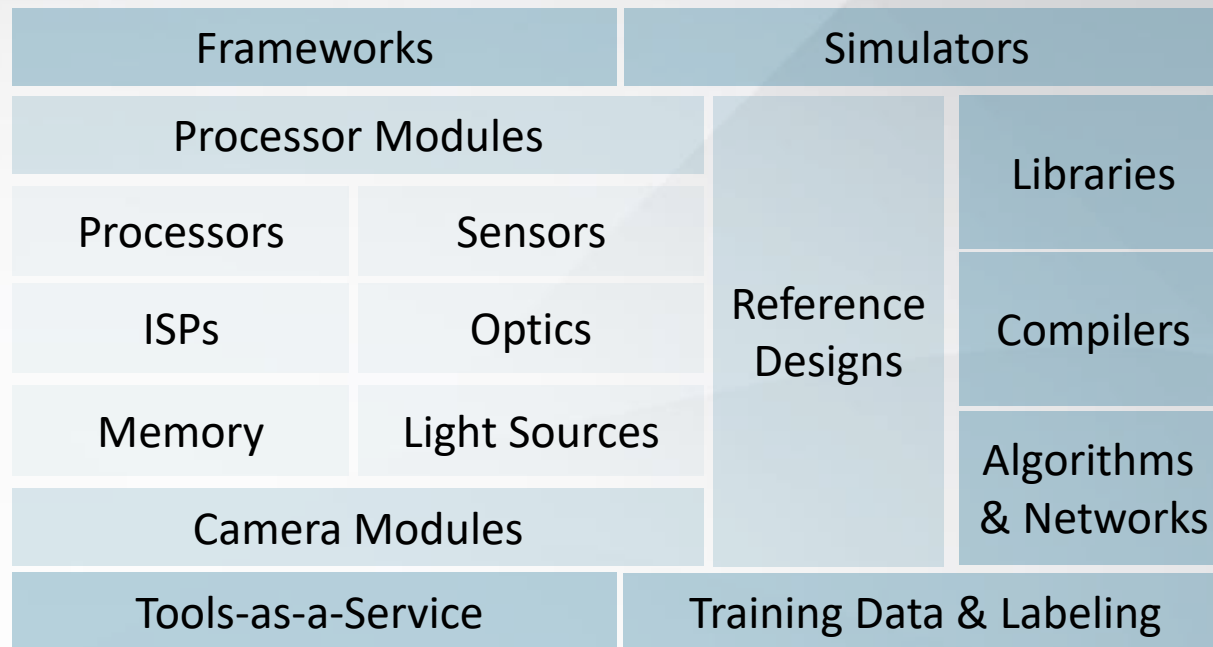 Frameworks
Simulators
Processor Modules
Processors
Sensors
ISPs
Optics
Memory
Light Sources
Camera Modules
Reference
Designs
Libraries
Compilers
Algorithms
& Networks
Tools-as-a-Service
Training Data & Labeling